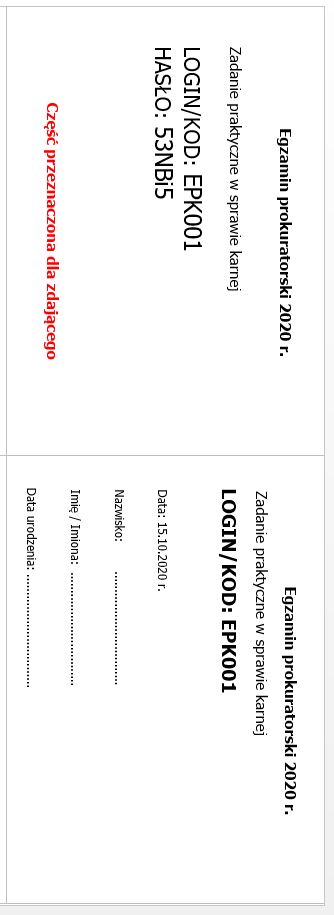 Egzamin prokuratorski 2020 r.
Zadanie praktyczne w sprawie karnej
LOGIN/KOD: EPK001
HASŁO: 53NBi5
Część przeznaczona dla zdającego
Egzamin prokuratorski 2020 r.
Zadanie praktyczne w sprawie karnej
LOGIN/KOD: EPK001
Data: 15.10.2020 r.
Nazwisko: ....................................
Imię / Imiona: ....................................
Data urodzenia: ....................................